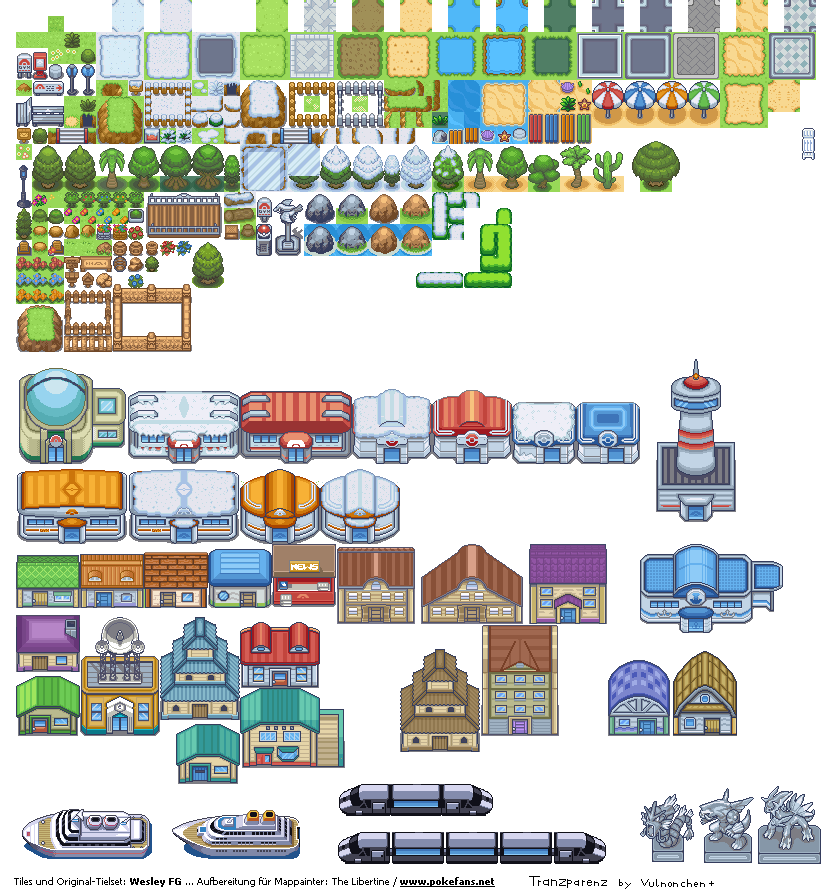 NEWS
Tiles und Original-Tielset: Wesley FG ... Aufbereitung für Mappainter: The Libertine / www.pokefans.net
Tranzparenz by Vulnonchen+